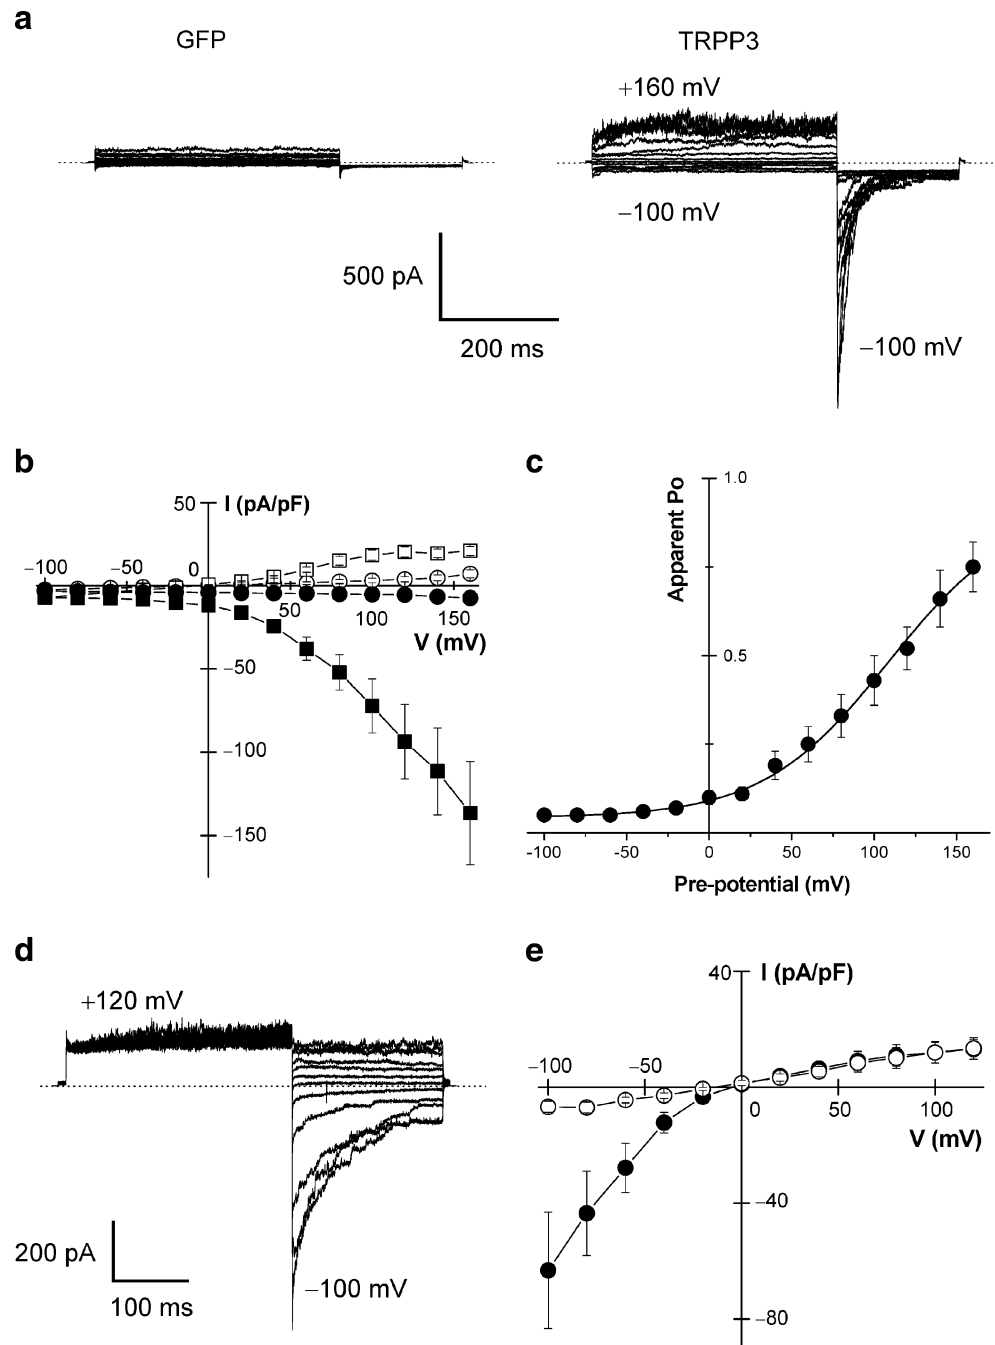 a
GFP
TRPP3
+160 mV
−100 mV
500 pA
200 ms
−100 mV
b
50
I (pA/pF)
−100
−50
0
50
100
150
V (mV)
−50
−100
−150
c
Apparent Po
1.0
0.5
-100
-50
0
50
100
150
Pre-potential (mV)
d
+120 mV
200 pA
100 ms
−100 mV
e
40
I (pA/pF)
−100
−50
0
50
100
V (mV)
−40
−80